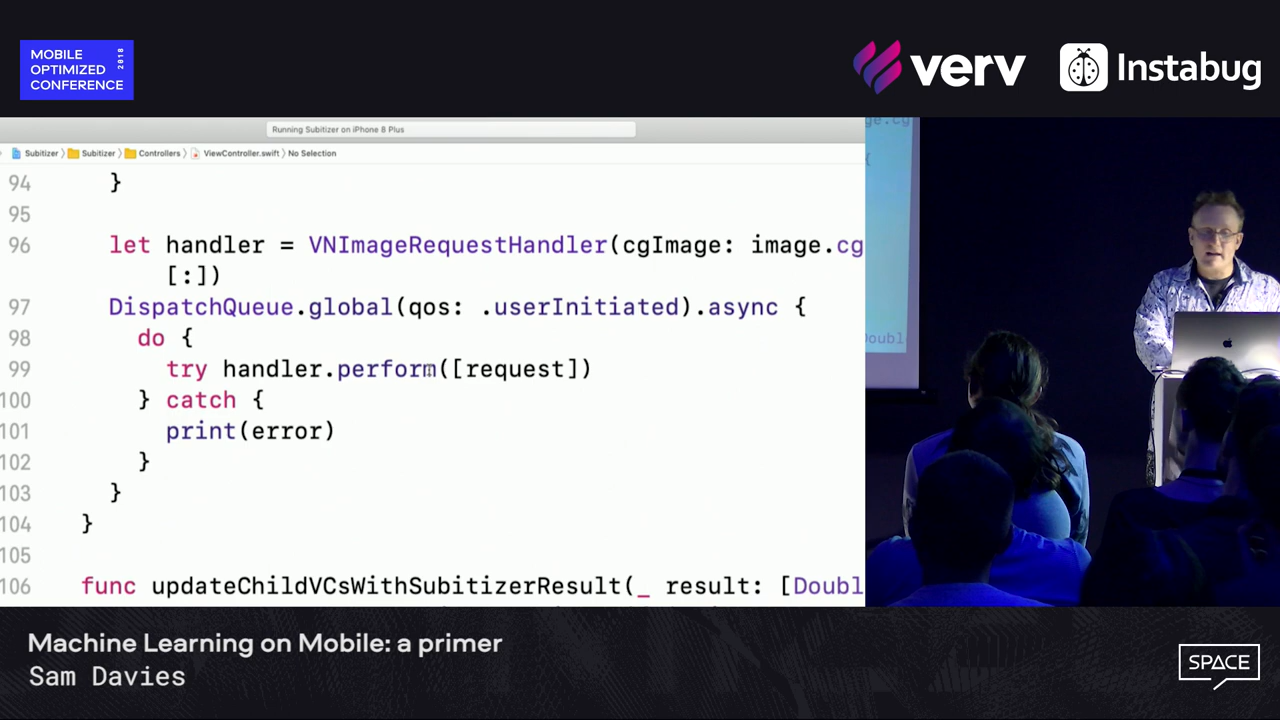 MOBILE
OPTIMIZED
CONFERENCE
2018
verv
Instabug
Running Subitizer on iPhone 8 Plus
Subitizer 〉 Subitizer 〉 Controllers 〉 ViewController.swift 〉 No Selection
94 }
95
96 let handler = VNImageRequestHandler(cgImage: image.cg
[:])
97 DispatchQueue.global(qos: .userInitiated).async {
98 do {
99 try handler.perform([request])
100 } catch {
101 print(error)
102 }
103 }
104 }
105
106 func updateChildVCsWithSubitizerResult(_ result: [Doubl
ge.cg
{
Doubl
Machine Learning on Mobile: a primer
Sam Davies
SPACE